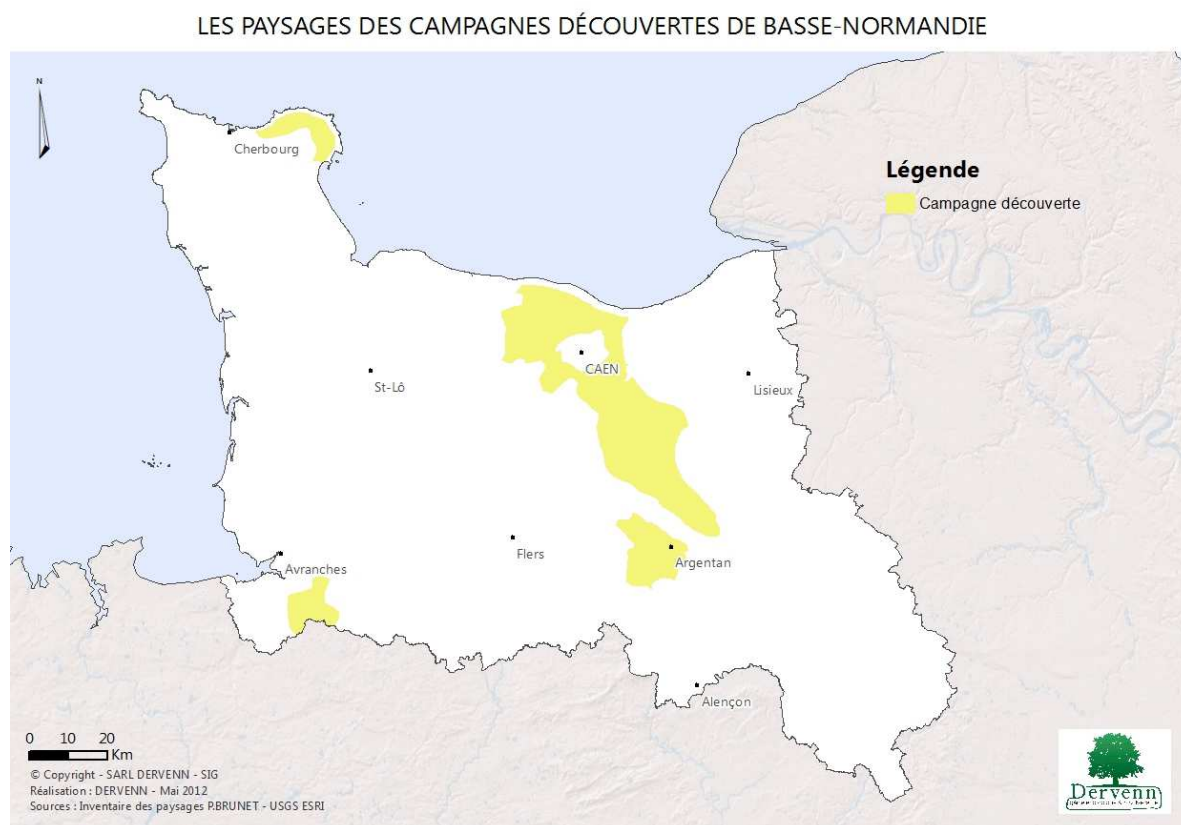 LES PAYSAGES DES CAMPAGNES DÉCOUVERTES DE BASSE-NORMANDIE
N
Cherbourg
Légende
Campagne découverte
CAEN
St-Lô
Lisieux
Flers
Argentan
Avranches
Alençon
0 10 20
Km
© Copyright - SARL DERVENN - SIG
Réalisation : DERVENN - Mai 2012
Sources : Inventaire des paysages P.BRUNET - USGS ESRI
Dervenn